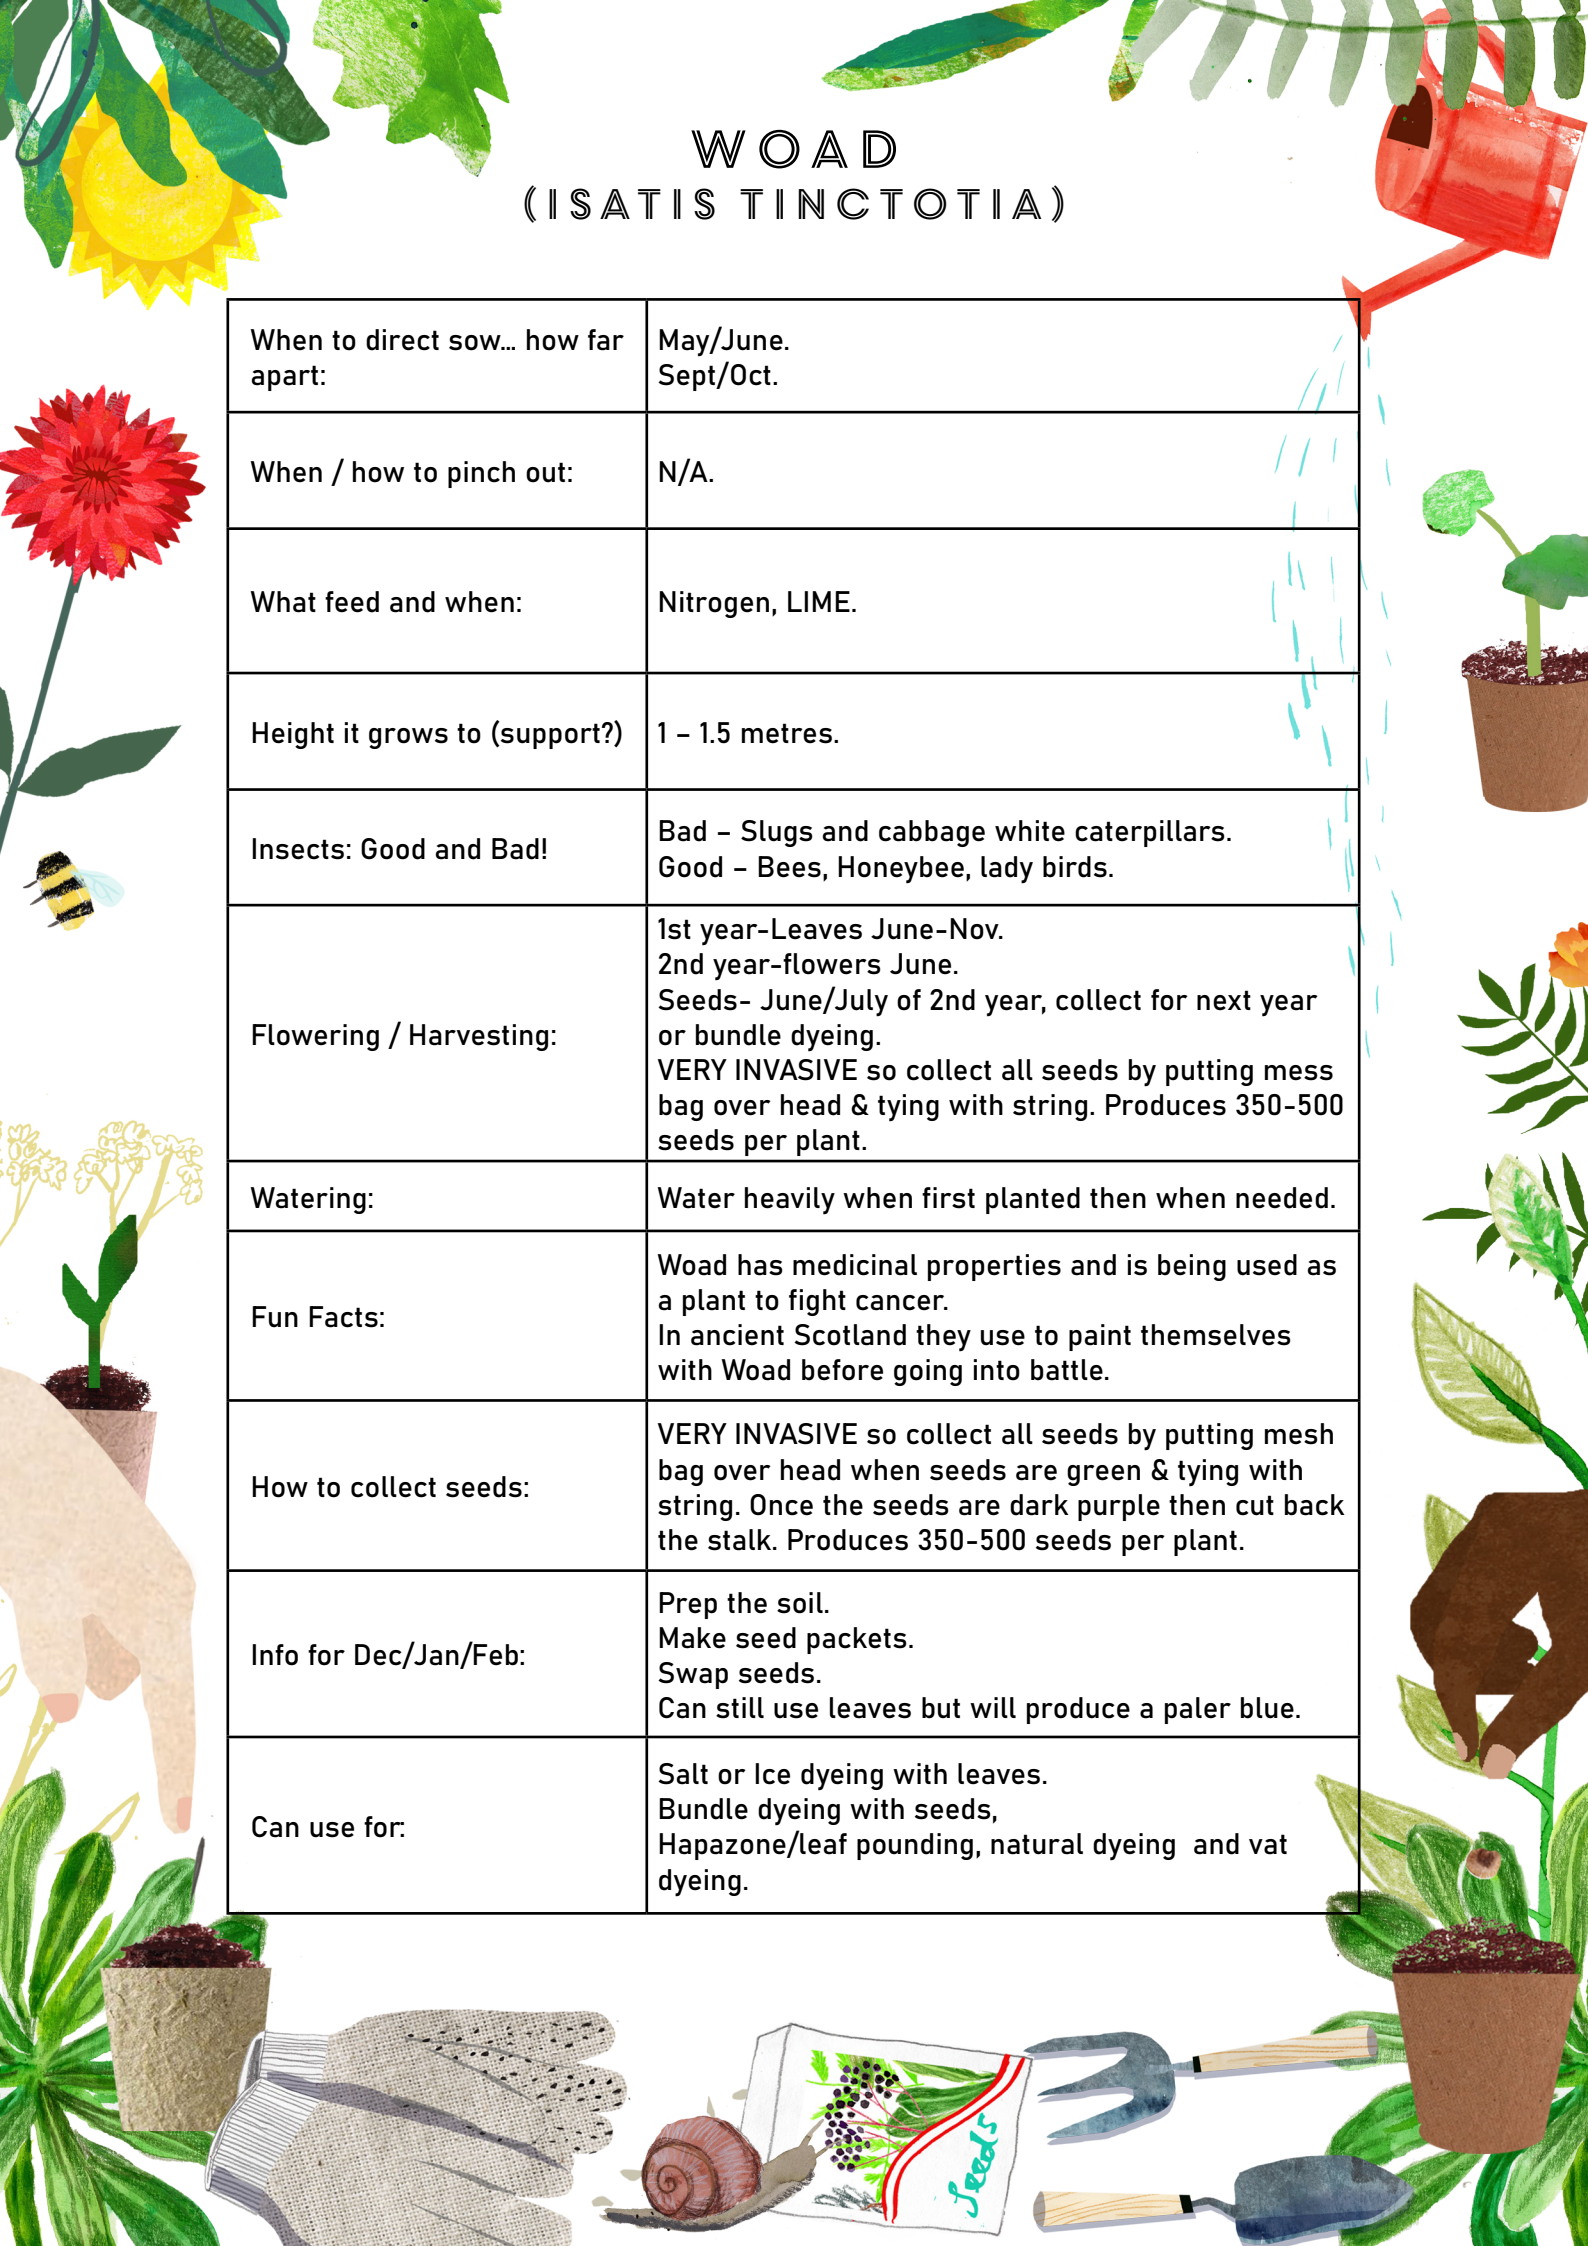 WOAD
(ISATIS TINCTOTIA)
When to direct sow... how far
apart:
May/June.
Sept/Oct.
When / how to pinch out:
N/A.
What feed and when:
Nitrogen, LIME.
Height it grows to (support?)
1 – 1.5 metres.
Insects: Good and Bad!
Bad – Slugs and cabbage white caterpillars.
Good – Bees, Honeybee, lady birds.
Flowering / Harvesting:
1st year-Leaves June-Nov.
2nd year-flowers June.
Seeds- June/July of 2nd year, collect for next year
or bundle dyeing.
VERY INVASIVE so collect all seeds by putting mess
bag over head & tying with string. Produces 350-500
seeds per plant.
Watering:
Water heavily when first planted then when needed.
Fun Facts:
Woad has medicinal properties and is being used as
a plant to fight cancer.
In ancient Scotland they use to paint themselves
with Woad before going into battle.
How to collect seeds:
VERY INVASIVE so collect all seeds by putting mesh
bag over head when seeds are green & tying with
string. Once the seeds are dark purple then cut back
the stalk. Produces 350-500 seeds per plant.
Info for Dec/Jan/Feb:
Prep the soil.
Make seed packets.
Swap seeds.
Can still use leaves but will produce a paler blue.
Can use for:
Salt or Ice dyeing with leaves.
Bundle dyeing with seeds,
Hapazone/leaf pounding, natural dyeing  and vat
dyeing.
Seeds